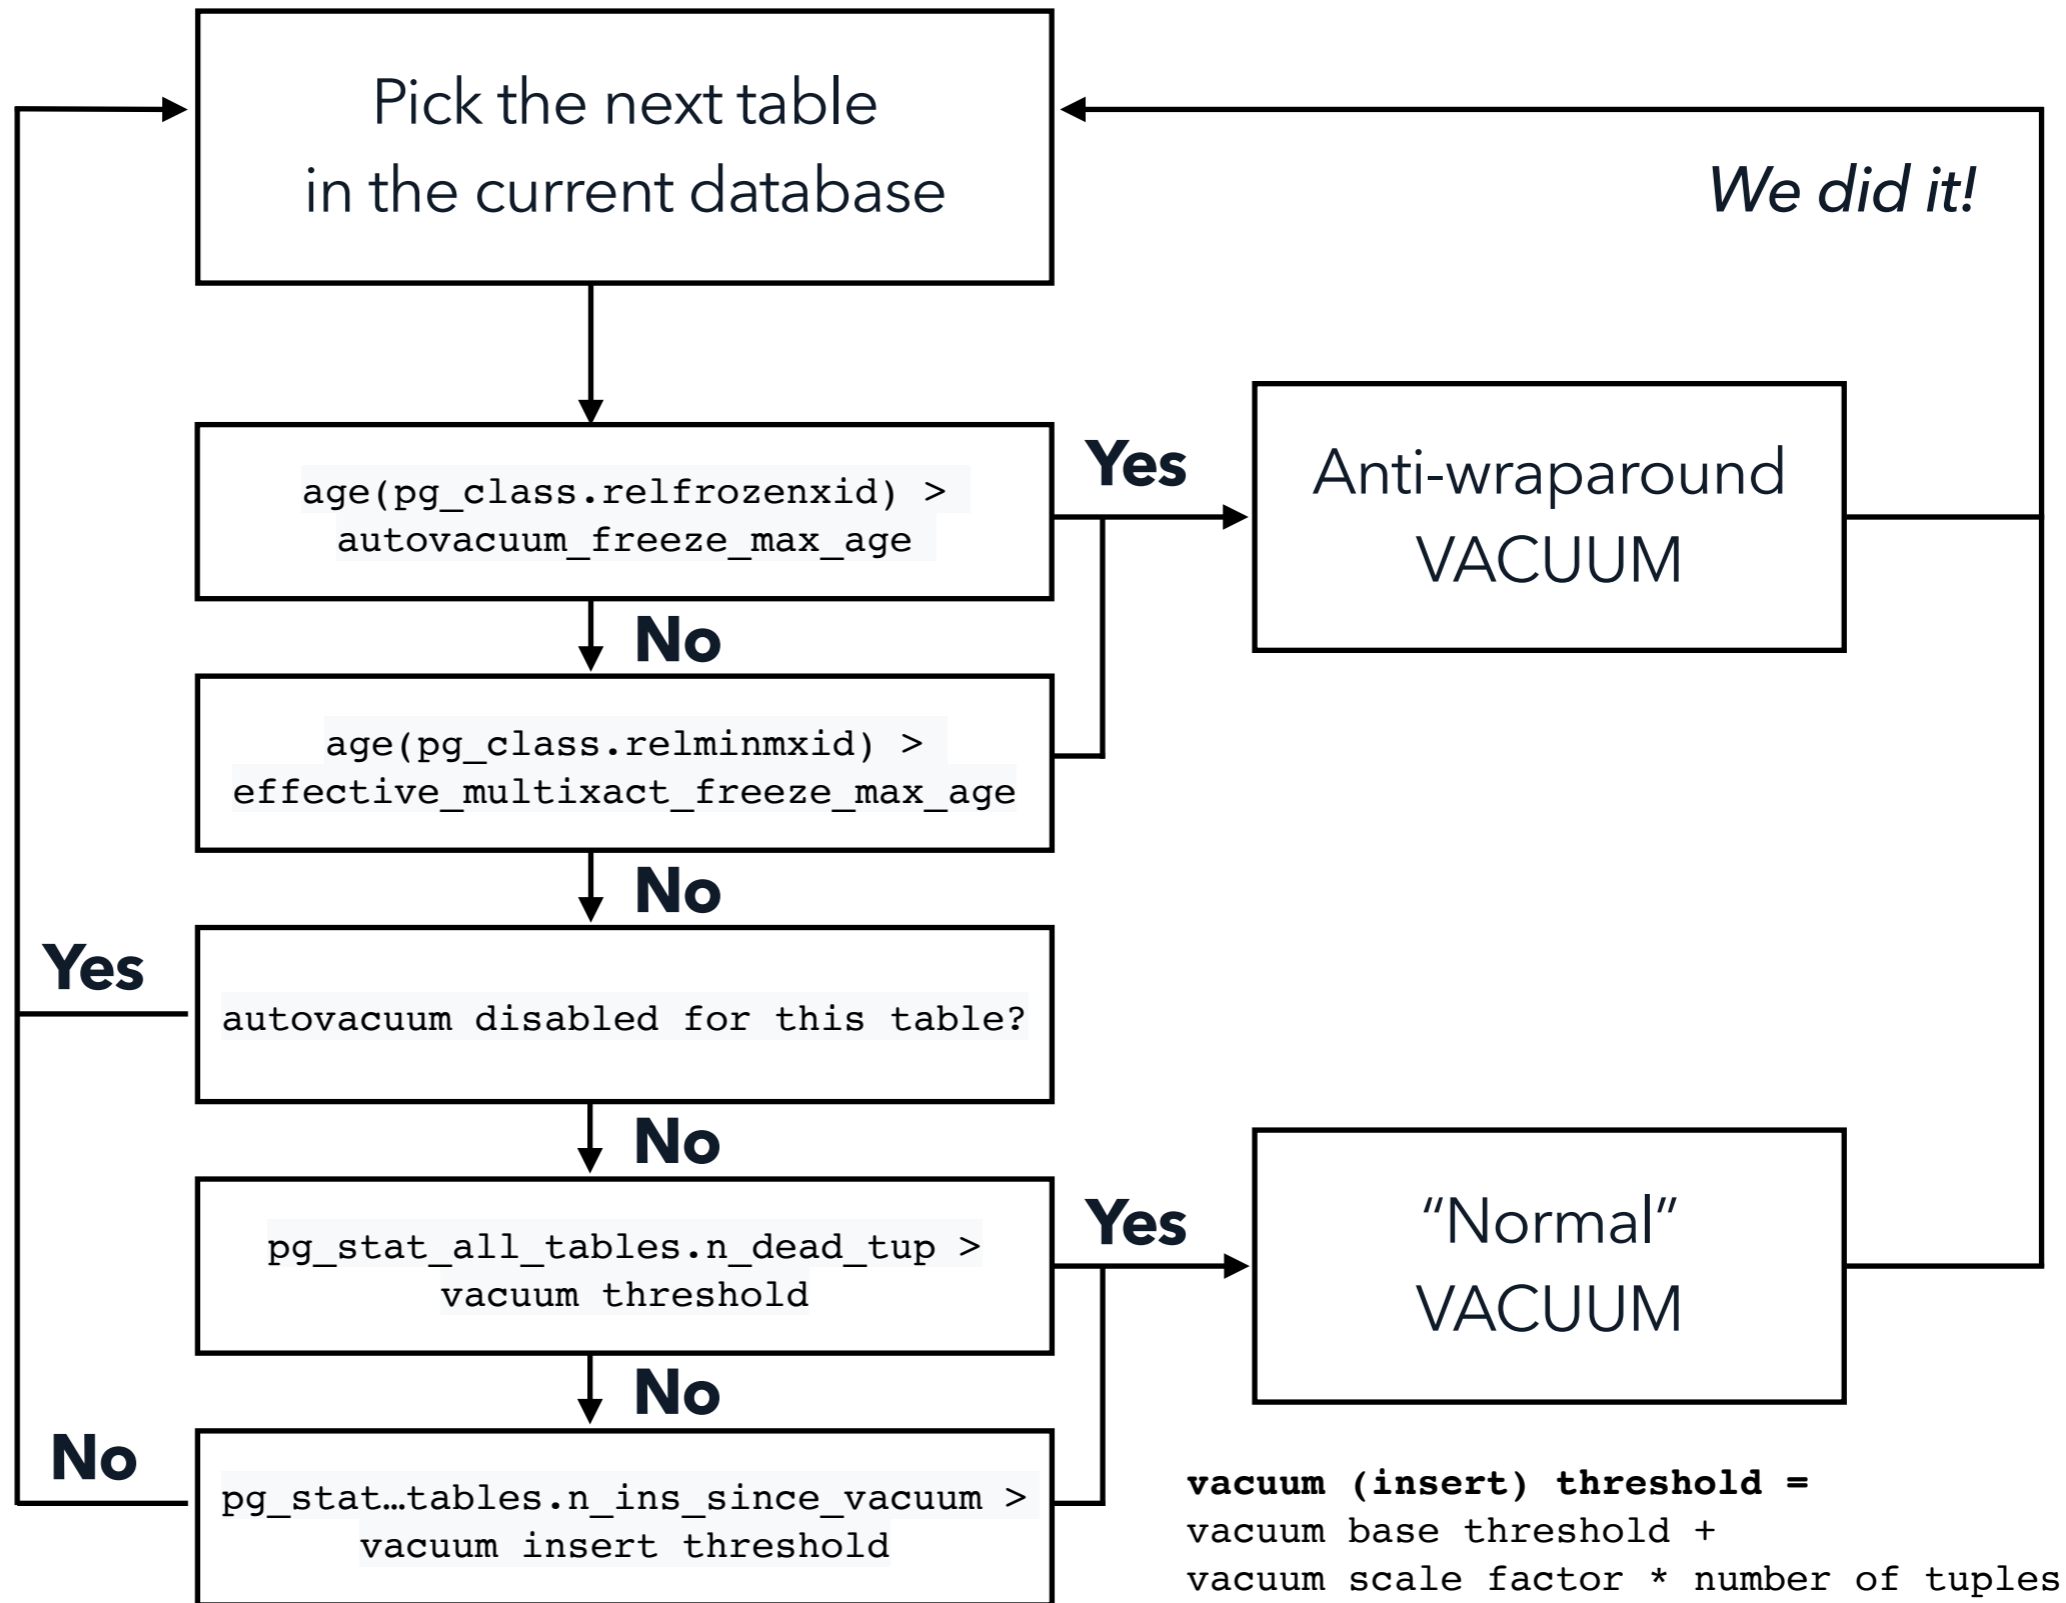 Pick the next table
in the current database
We did it!
age(pg_class.relfrozenxid) >
autovacuum_freeze_max_age
Yes
Anti-wraparound
VACUUM
No
age(pg_class.relminmxid) >
effective_multixact_freeze_max_age
No
Yes
autovacuum disabled for this table?
No
pg_stat_all_tables.n_dead_tup >
vacuum threshold
Yes
“Normal”
VACUUM
No
No
pg_stat…tables.n_ins_since_vacuum >
vacuum insert threshold
vacuum (insert) threshold =
vacuum base threshold +
vacuum scale factor * number of tuples